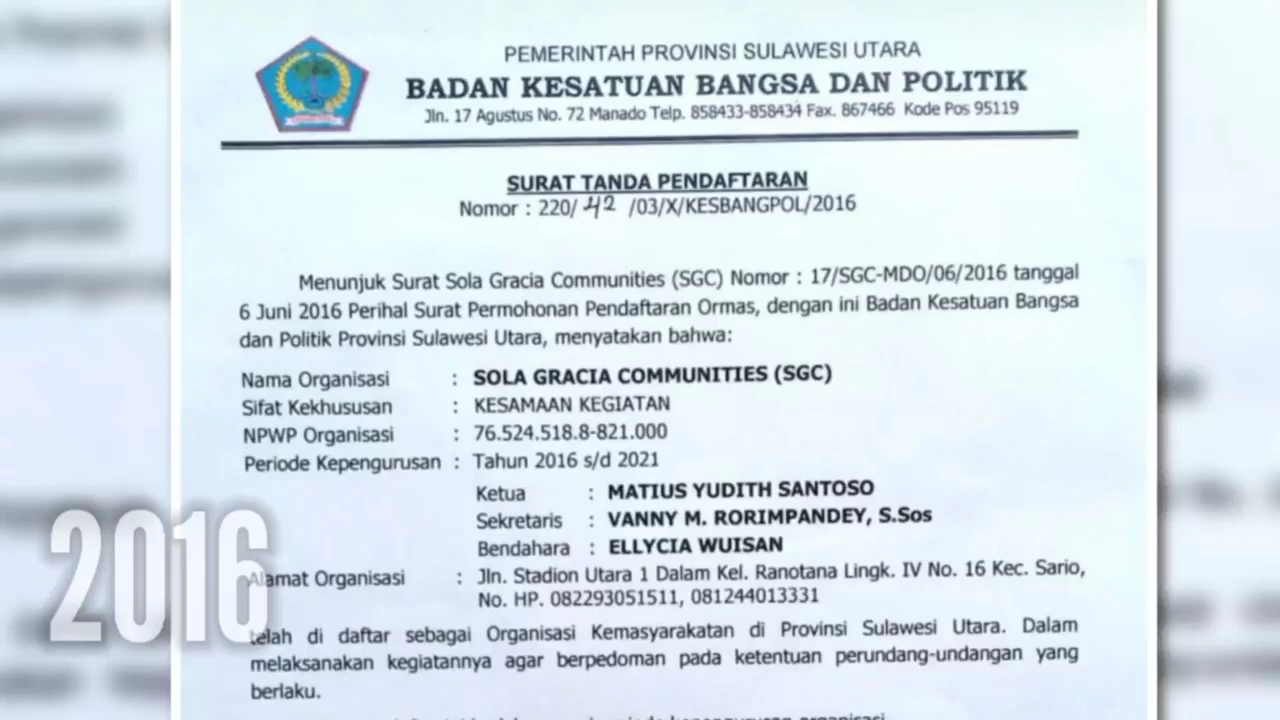 PEMERINTAH PROVINSI SULAWESI UTARA
BADAN KESATUAN BANGSA DAN POLITIK
Jln. 17 Agustus No. 72 Manado Telp. 858433-858434 Fax. 867466 Kode Pos 95119
SURAT TANDA PENDAFTARAN
Nomor : 220/ 42 /03/X/KESBANGPOL/2016
Menunjuk Surat Sola Gracia Communities (SGC) Nomor : 17/SGC-MDO/06/2016 tanggal
6 Juni 2016 Perihal Surat Permohonan Pendaftaran Ormas, dengan ini Badan Kesatuan Bangsa
dan Politik Provinsi Sulawesi Utara, menyatakan bahwa:
Nama Organisasi : SOLA GRACIA COMMUNITIES (SGC)
Sifat Kekhususan : KESAMAAN KEGIATAN
NPWP Organisasi : 76.524.518.8-821.000
Periode Kepengurusan : Tahun 2016 s/d 2021
Ketua : MATIUS YUDITH SANTOSO
Sekretaris : VANNY M. RORIMPANDEY, S.Sos
Bendahara : ELLYCIA WUISAN
Alamat Organisasi : Jln. Stadion Utara 1 Dalam Kel. Ranotana Lingk. IV No. 16 Kec. Sario,
No. HP. 082293051511, 081244013331
telah di daftar sebagai Organisasi Kemasyarakatan di Provinsi Sulawesi Utara. Dalam
melaksanakan kegiatannya agar berpedoman pada ketentuan perundang-undangan yang
berlaku.
2016